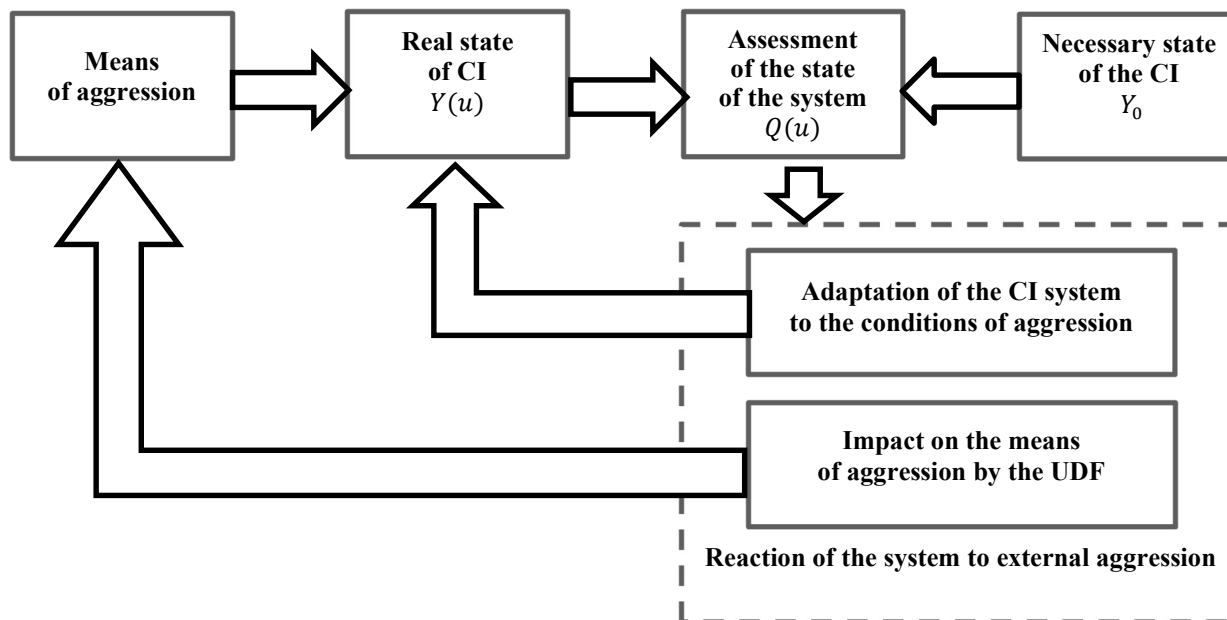 Means
of aggression
Real state
of CI
Y(u)
Assessment
of the state
of the system
Q(u)
Necessary state
of the CI
Y₀
Adaptation of the CI system
to the conditions of aggression
Impact on the means
of aggression by the UDF
Reaction of the system to external aggression